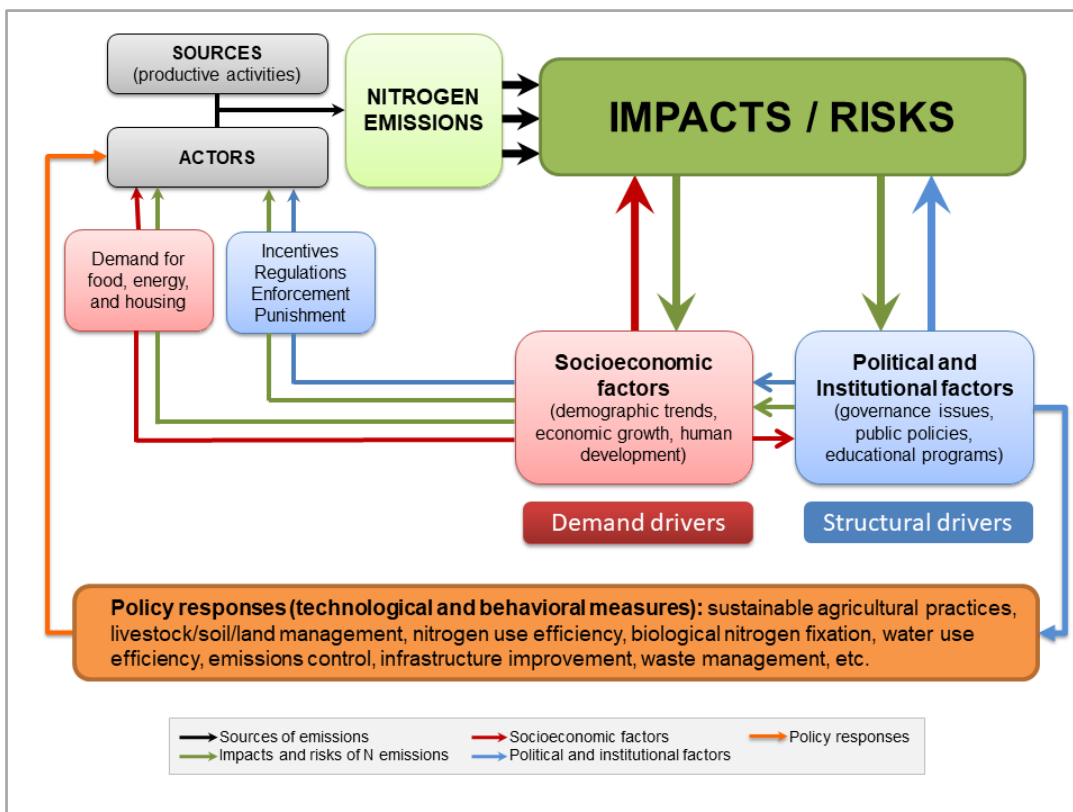 SOURCES
(productive activities)
NITROGEN
EMISSIONS
IMPACTS / RISKS
ACTORS
Demand for
food, energy,
and housing
Incentives
Regulations
Enforcement
Punishment
Socioeconomic
factors
(demographic trends,
economic growth, human
development)
Political and
Institutional factors
(governance issues,
public policies,
educational programs)
Demand drivers
Structural drivers
Policy responses (technological and behavioral measures): sustainable agricultural practices,
livestock/soil/land management, nitrogen use efficiency, biological nitrogen fixation, water use
efficiency, emissions control, infrastructure improvement, waste management, etc.
Sources of emissions
Socioeconomic factors
Policy responses
Impacts and risks of N emissions
Political and institutional factors